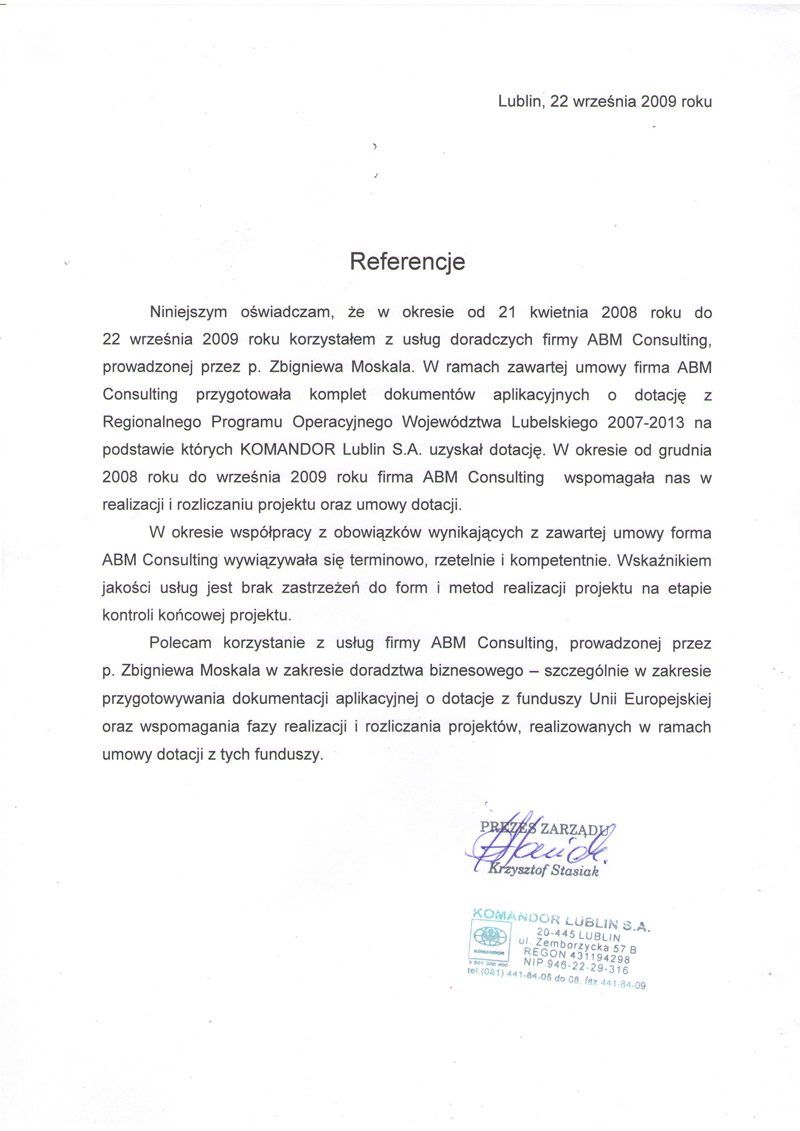 Lublin, 22 września 2009 roku
Referencje
Niniejszym oświadczam, że w okresie od 21 kwietnia 2008 roku do
22 września 2009 roku korzystałem z usług doradczych firmy ABM Consulting,
prowadzonej przez p. Zbigniewa Moskala. W ramach zawartej umowy firma ABM
Consulting przygotowała komplet dokumentów aplikacyjnych o dotację z
Regionalnego Programu Operacyjnego Województwa Lubelskiego 2007-2013 na
podstawie których KOMANDOR Lublin S.A. uzyskał dotację. W okresie od grudnia
2008 roku do września 2009 roku firma ABM Consulting wspomagała nas w
realizacji i rozliczaniu projektu oraz umowy dotacji.
W okresie współpracy z obowiązków wynikających z zawartej umowy forma
ABM Consulting wywiązywała się terminowo, rzetelnie i kompetentnie. Wskaźnikiem
jakości usług jest brak zastrzeżeń do form i metod realizacji projektu na etapie
kontroli końcowej projektu.
Polecam korzystanie z usług firmy ABM Consulting, prowadzonej przez
p. Zbigniewa Moskala w zakresie doradztwa biznesowego – szczególnie w zakresie
przygotowywania dokumentacji aplikacyjnej o dotacje z funduszy Unii Europejskiej
oraz wspomagania fazy realizacji i rozliczania projektów, realizowanych w ramach
umowy dotacji z tych funduszy.
PREZES ZARZĄDU
Krzysztof Stasiak
KOMANDOR LUBLIN S.A.
20-445 LUBLIN
ul. Zemborzycka 57 B
REGON 431194298
NIP 946-22-29-316
KOMANDOR
tel.(081) 441-84-05 do 08, fax 441-84-09